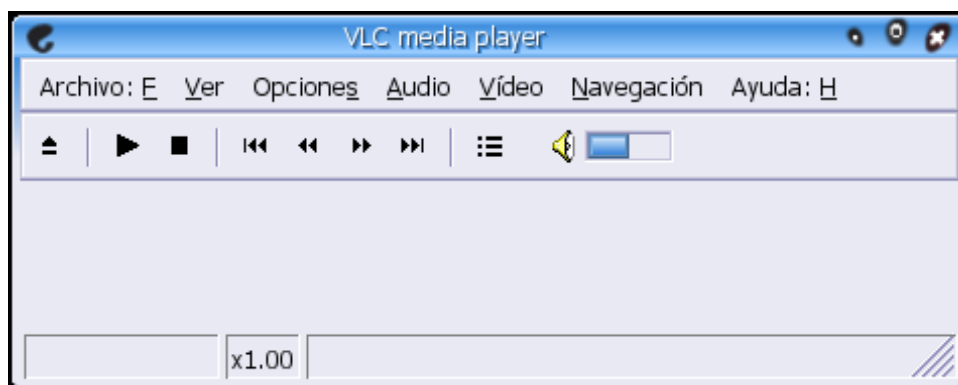 VLC media player
Archivo: F Ver Opciones Audio Vídeo Navegación Ayuda: H
x1.00